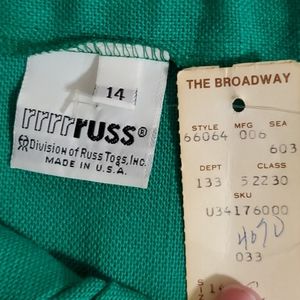 14
rrrrruss®
Division of Russ Togs, Inc.
MADE IN U.S.A.
THE BROADWAY
STYLE MFG SEA
66064 006 603
DEPT CLASS
133 52230
SKU
U34176000
033